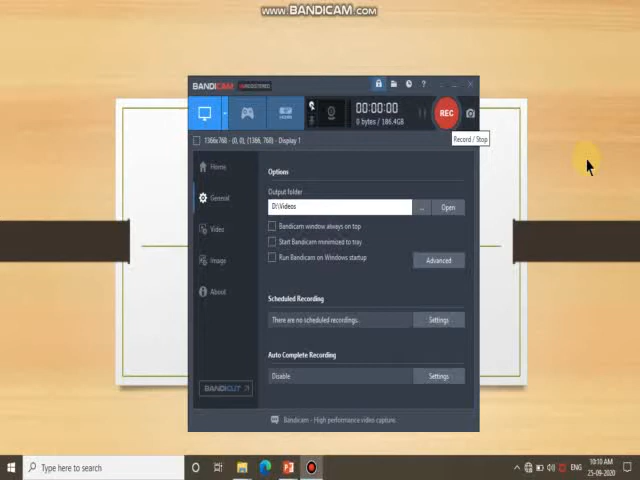 www.BANDICAM.com
BANDICAM UNREGISTERED
?
HDMI
00:00:00
0 bytes / 186.4GB
REC
Record / Stop
1366x768 - (0, 0), (1366, 768) - Display 1
Home
General
Video
Image
About
BANDICUT
Options
Output folder
D:\Videos
...
Open
Bandicam window always on top
Start Bandicam minimized to tray
Run Bandicam on Windows startup
Advanced
Scheduled Recording
There are no scheduled recordings.
Settings
Auto Complete Recording
Disable
Settings
Bandicam - High performance video capture.
Type here to search
ENG
10:10 AM
25-09-2020